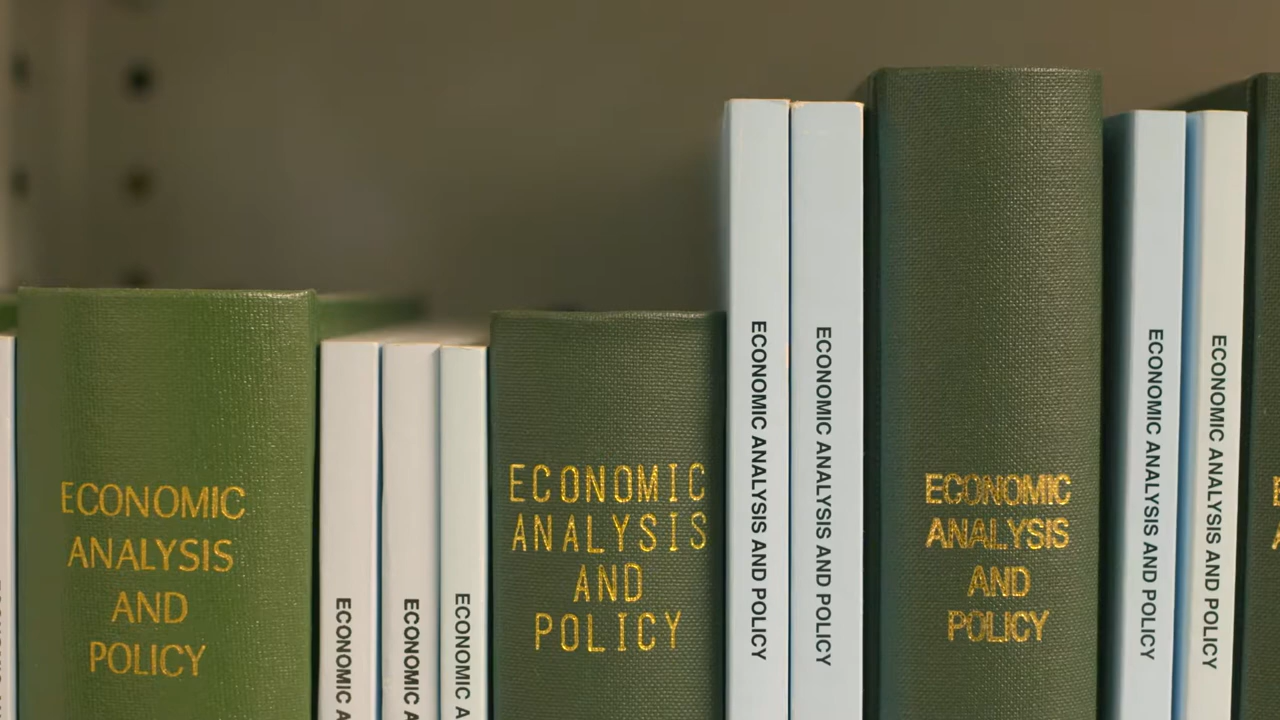 ECONOMIC
ANALYSIS
AND
POLICY
ECONOMIC A
ECONOMIC A
ECONOMIC A
ECONOMIC
ANALYSIS
AND
POLICY
ECONOMIC ANALYSIS AND POLICY
ECONOMIC ANALYSIS AND POLICY
ECONOMIC
ANALYSIS
AND
POLICY
ECONOMIC ANALYSIS AND POLICY
ECONOMIC ANALYSIS AND POLICY